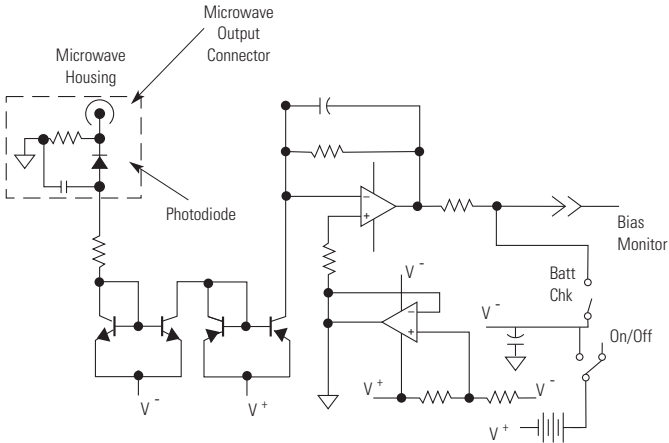 Microwave
Output
Connector
Microwave
Housing
Photodiode
Bias
Monitor
Batt
Chk
V -
V -
On/Off
V +
V -
V -
V +
V +